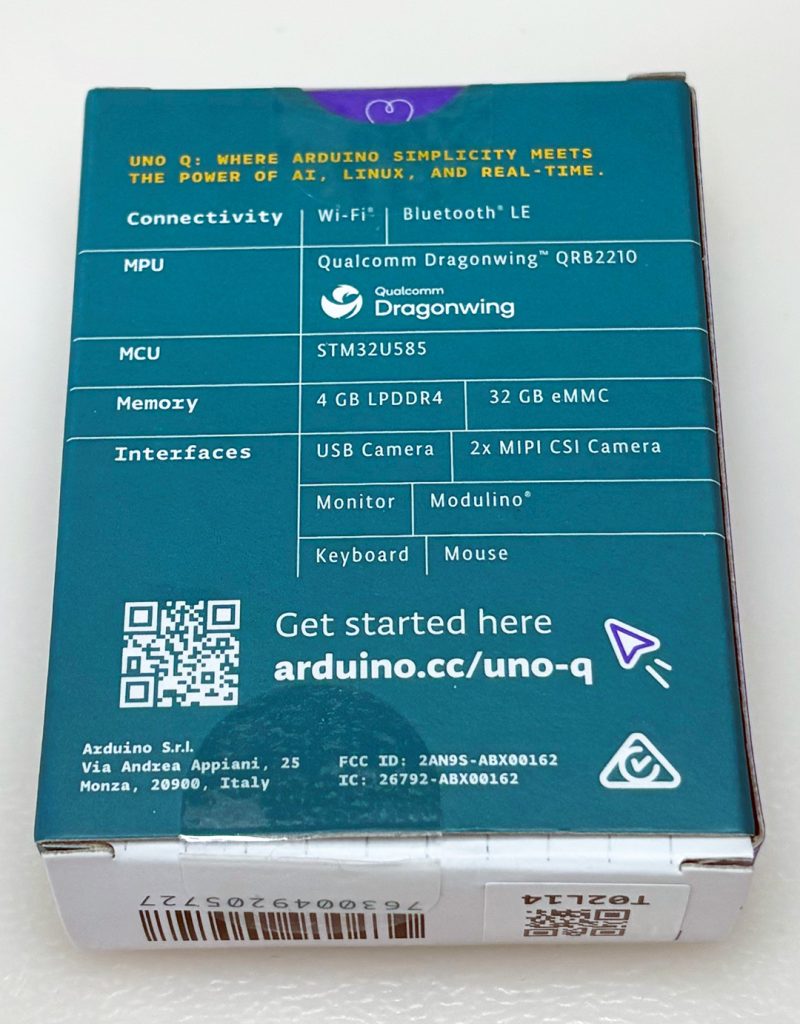 UNO Q: WHERE ARDUINO SIMPLICITY MEETS
THE POWER OF AI, LINUX, AND REAL-TIME.
Connectivity Wi-Fi® Bluetooth® LE
MPU Qualcomm Dragonwing™ QRB2210
Qualcomm
Dragonwing
MCU STM32U585
Memory 4 GB LPDDR4 32 GB eMMC
Interfaces USB Camera 2x MIPI CSI Camera
Monitor Modulino®
Keyboard Mouse
Get started here
arduino.cc/uno-q
Arduino S.r.l.
Via Andrea Appiani, 25
Monza, 20900, Italy
FCC ID: 2AN9S-ABX00162
IC: 26792-ABX00162
7630049205727
T02L14